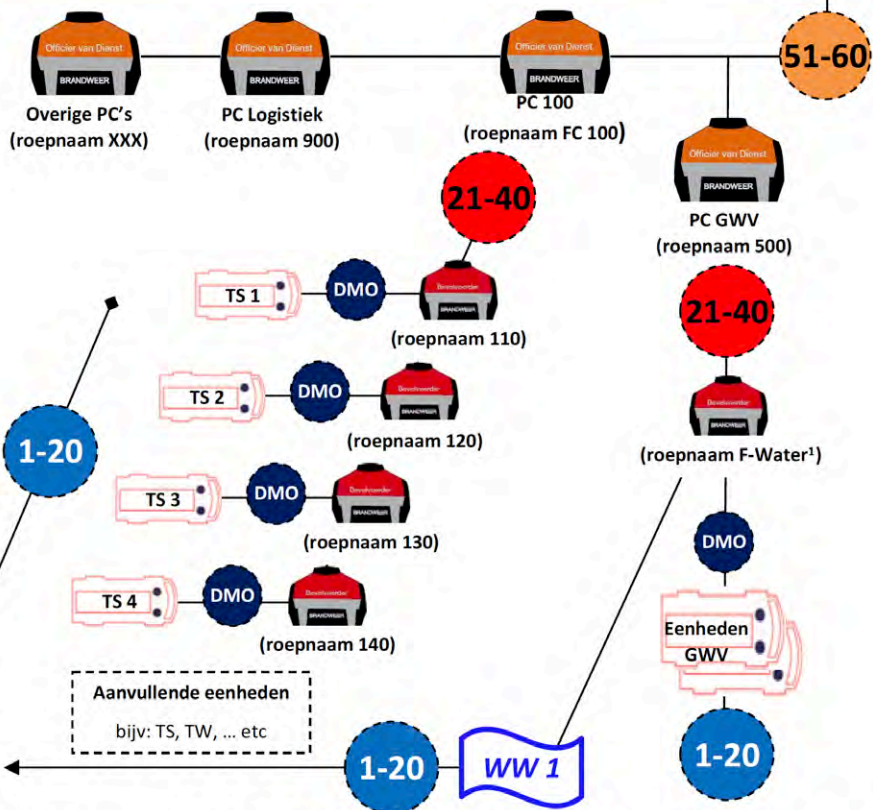 Officier van Dienst
BRANDWEER
Overige PC's
(roepnaam XXX)
Officier van Dienst
BRANDWEER
PC Logistiek
(roepnaam 900)
Officier van Dienst
BRANDWEER
PC 100
(roepnaam FC 100)
51-60
Officier van Dienst
BRANDWEER
PC GWV
(roepnaam 500)
21-40
TS 1
DMO
Bevelvoerder
BRANDWEER
(roepnaam 110)
TS 2
DMO
Bevelvoerder
BRANDWEER
(roepnaam 120)
1-20
TS 3
DMO
Bevelvoerder
BRANDWEER
(roepnaam 130)
TS 4
DMO
Bevelvoerder
BRANDWEER
(roepnaam 140)
21-40
Bevelvoerder
BRANDWEER
(roepnaam F-Water¹)
DMO
Eenheden
GWV
1-20
Aanvullende eenheden
bijv: TS, TW, ... etc
1-20
WW 1